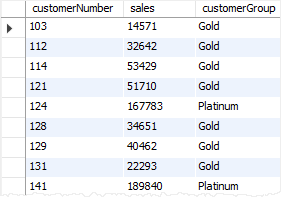 customerNumber sales customerGroup
103 14571 Gold
112 32642 Gold
114 53429 Gold
121 51710 Gold
124 167783 Platinum
128 34651 Gold
129 40462 Gold
131 22293 Gold
141 189840 Platinum